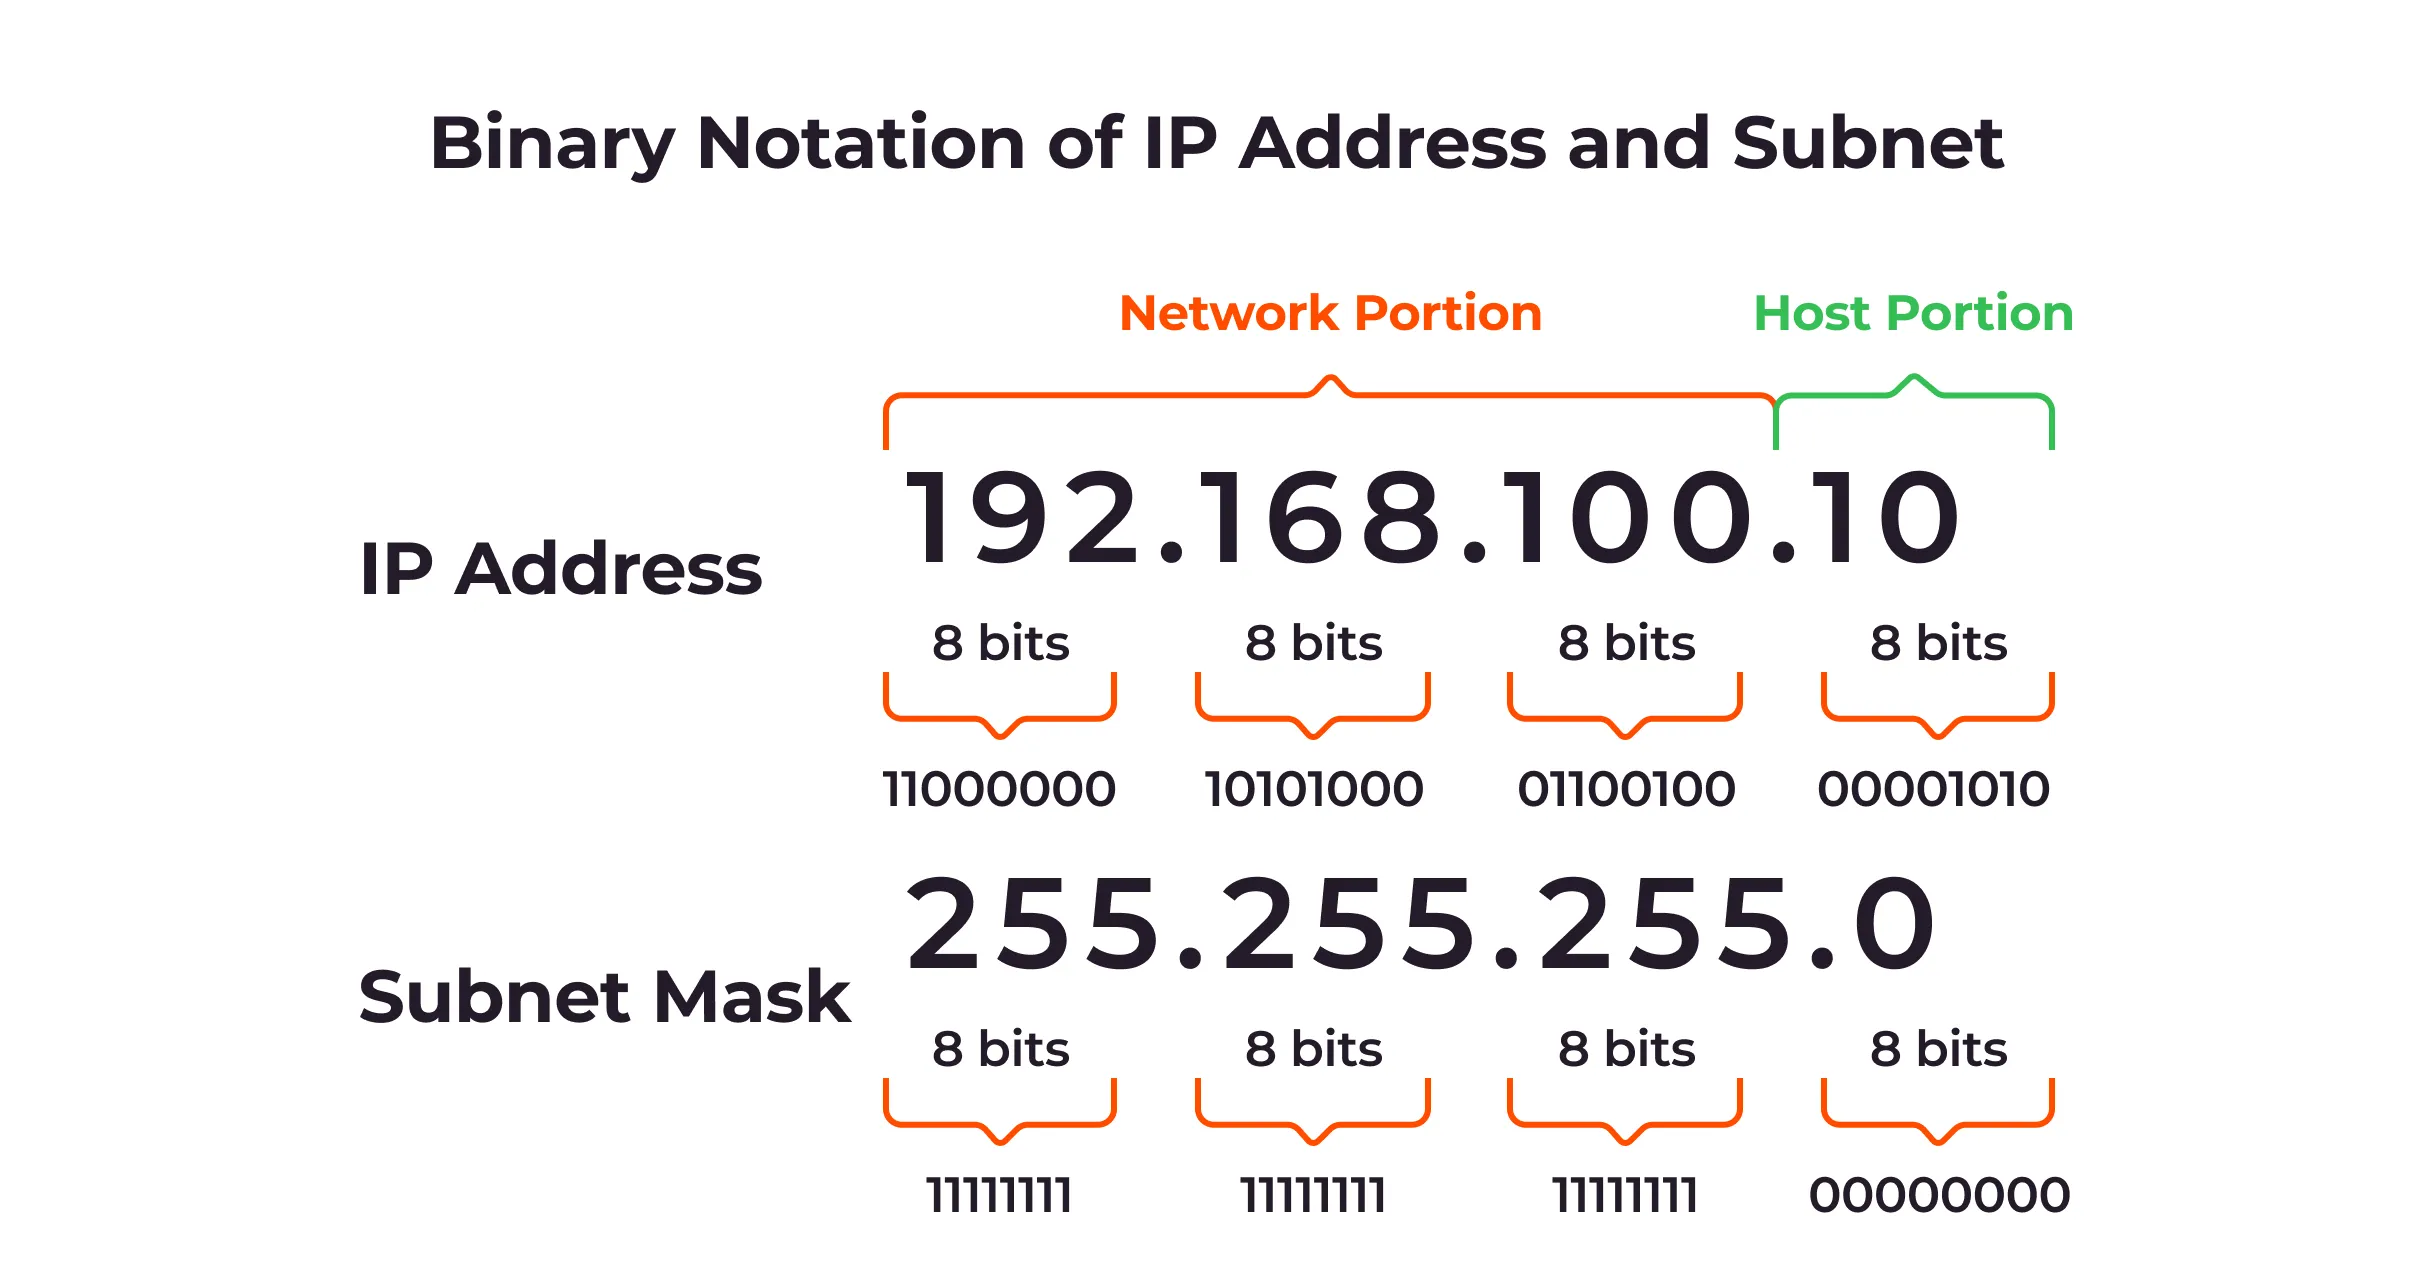 Binary Notation of IP Address and Subnet
Network Portion Host Portion
IP Address 192.168.100.10
8 bits 8 bits 8 bits 8 bits
11000000 10101000 01100100 00001010
Subnet Mask 255.255.255.0
8 bits 8 bits 8 bits 8 bits
11111111 11111111 11111111 00000000